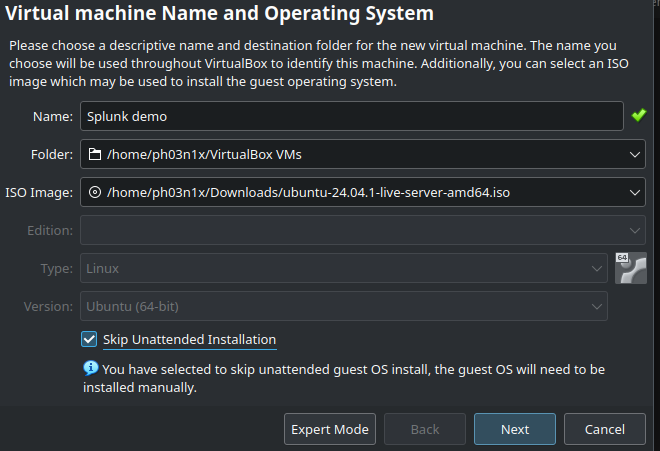 Virtual machine Name and Operating System
Please choose a descriptive name and destination folder for the new virtual machine. The name you
choose will be used throughout VirtualBox to identify this machine. Additionally, you can select an ISO
image which may be used to install the guest operating system.
Name: Splunk demo
Folder: /home/ph03n1x/VirtualBox VMs
ISO Image: /home/ph03n1x/Downloads/ubuntu-24.04.1-live-server-amd64.iso
Edition:
Type: Linux 64
Version: Ubuntu (64-bit)
Skip Unattended Installation
You have selected to skip unattended guest OS install, the guest OS will need to be
installed manually.
Expert Mode Back Next Cancel